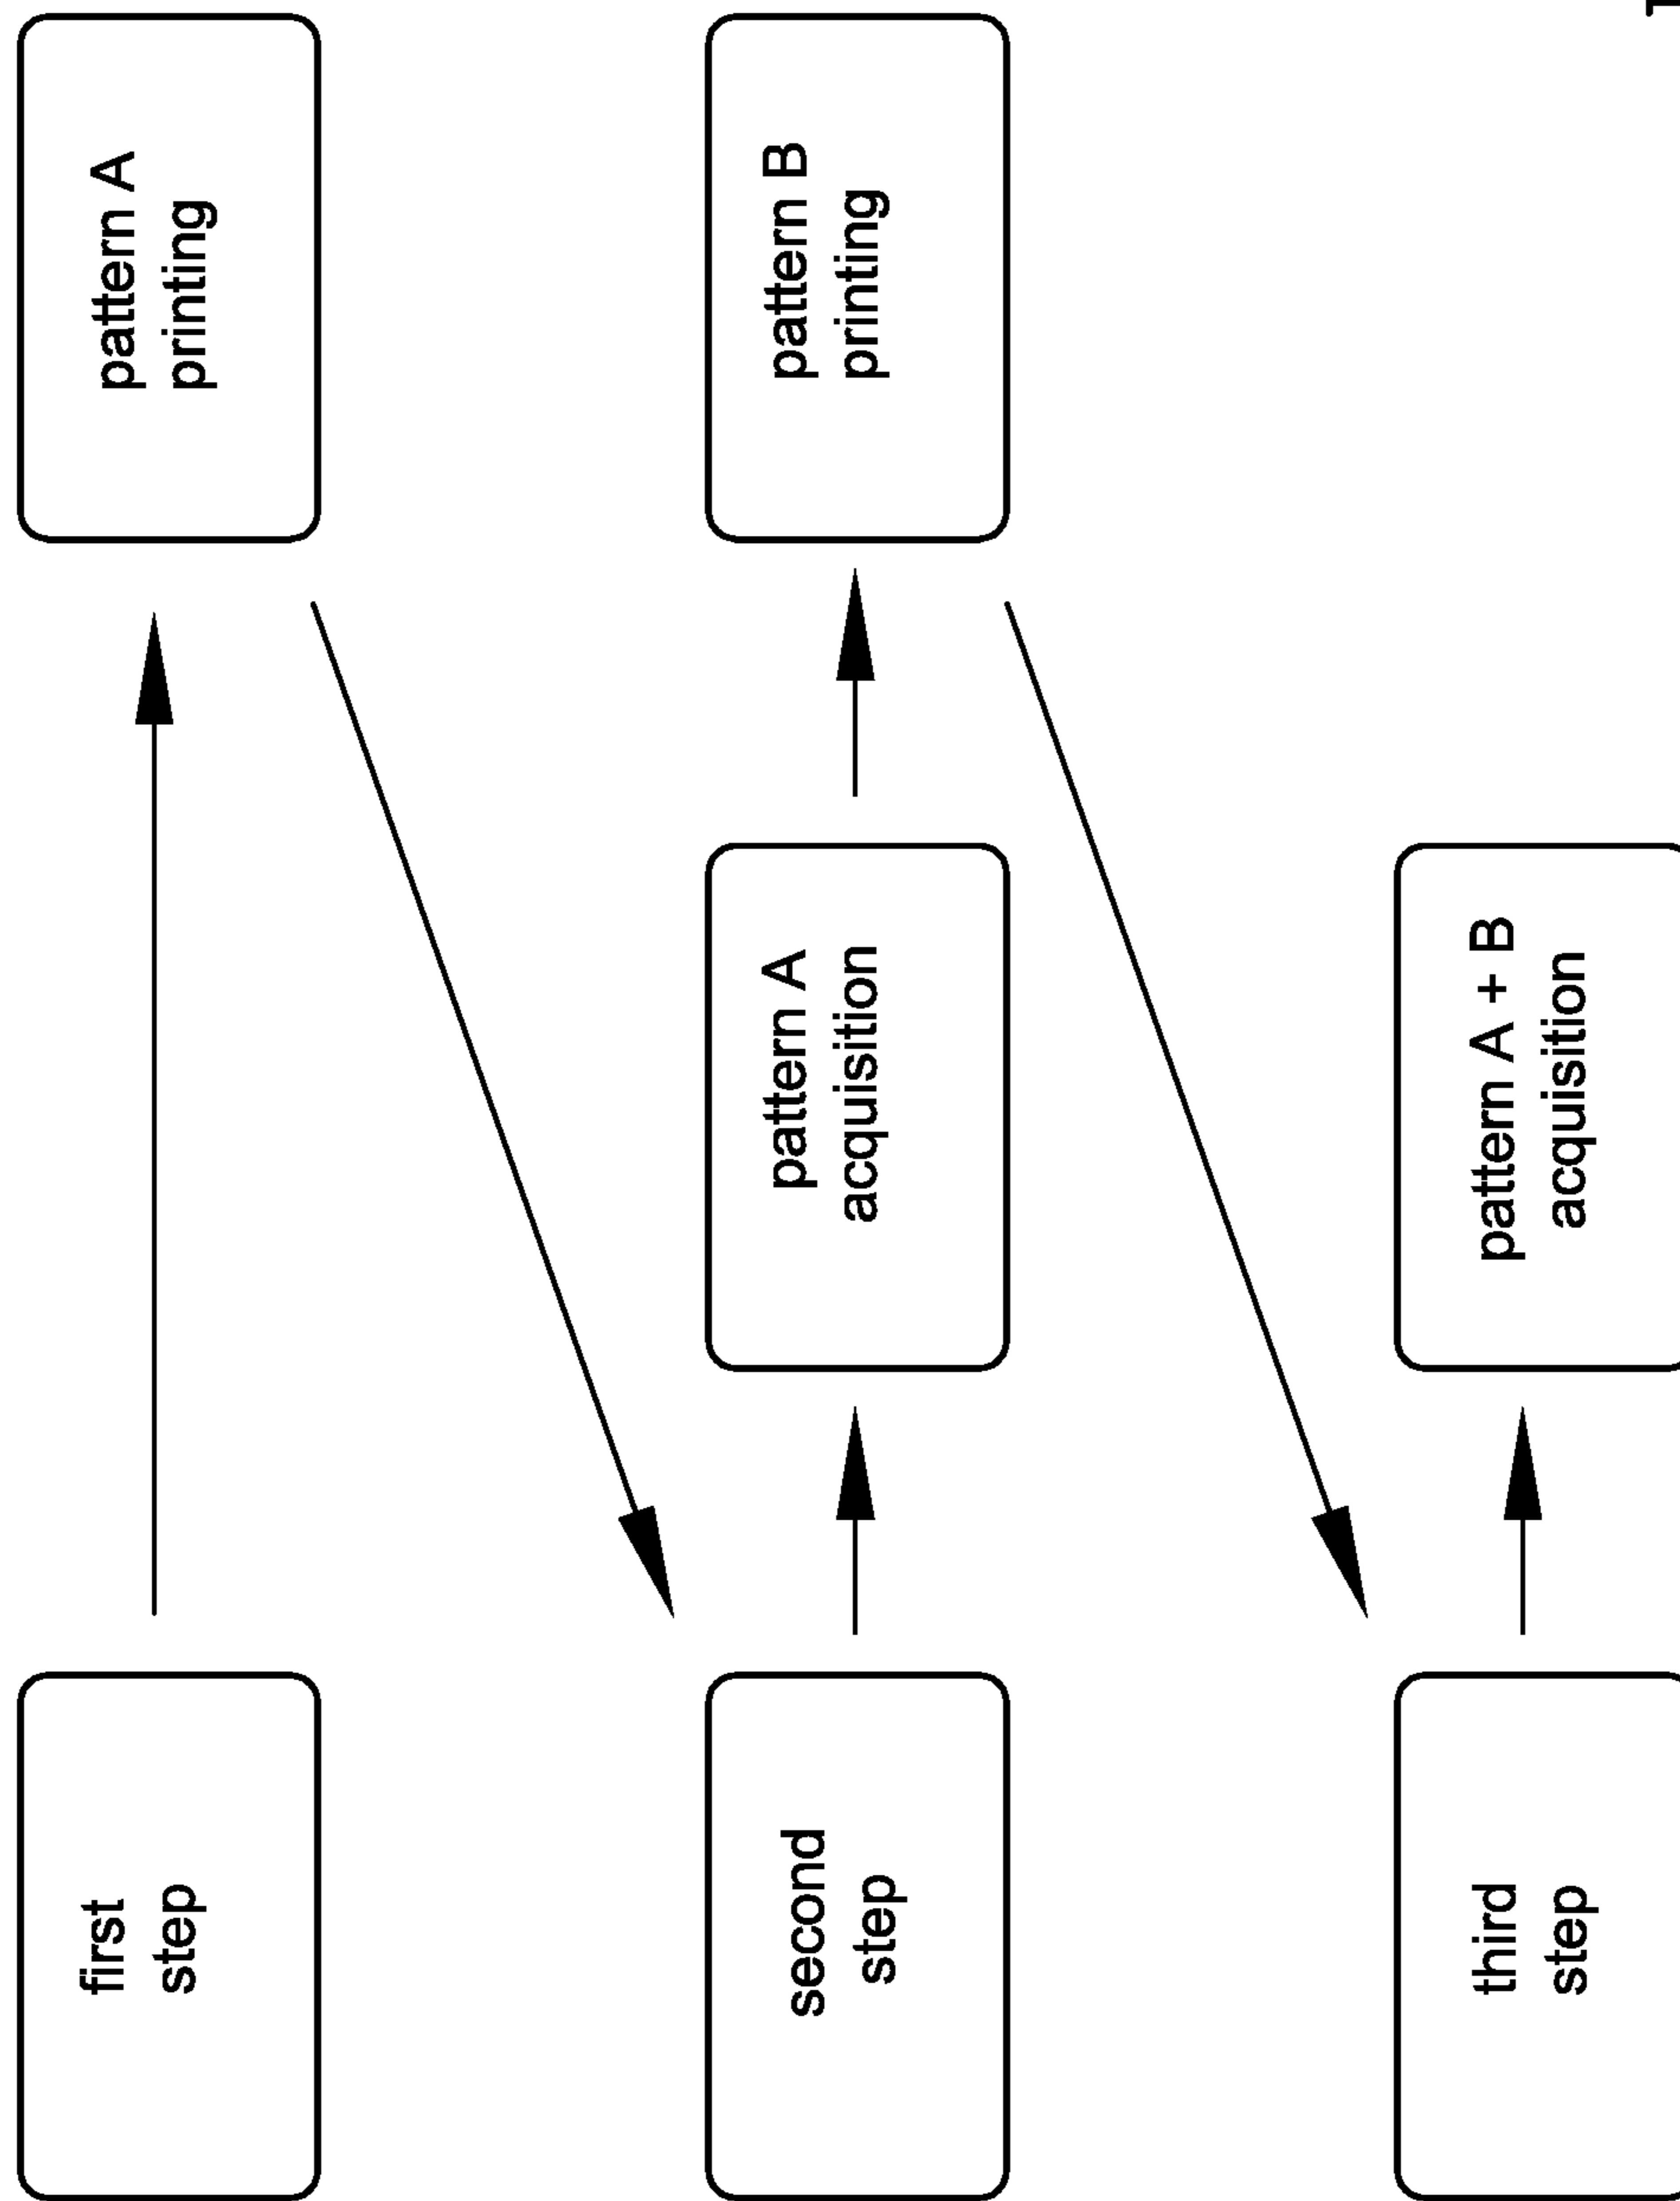 first
step
pattern A
printing
second
step
pattern A
acquisition
pattern B
printing
third
step
pattern A + B
acquisition